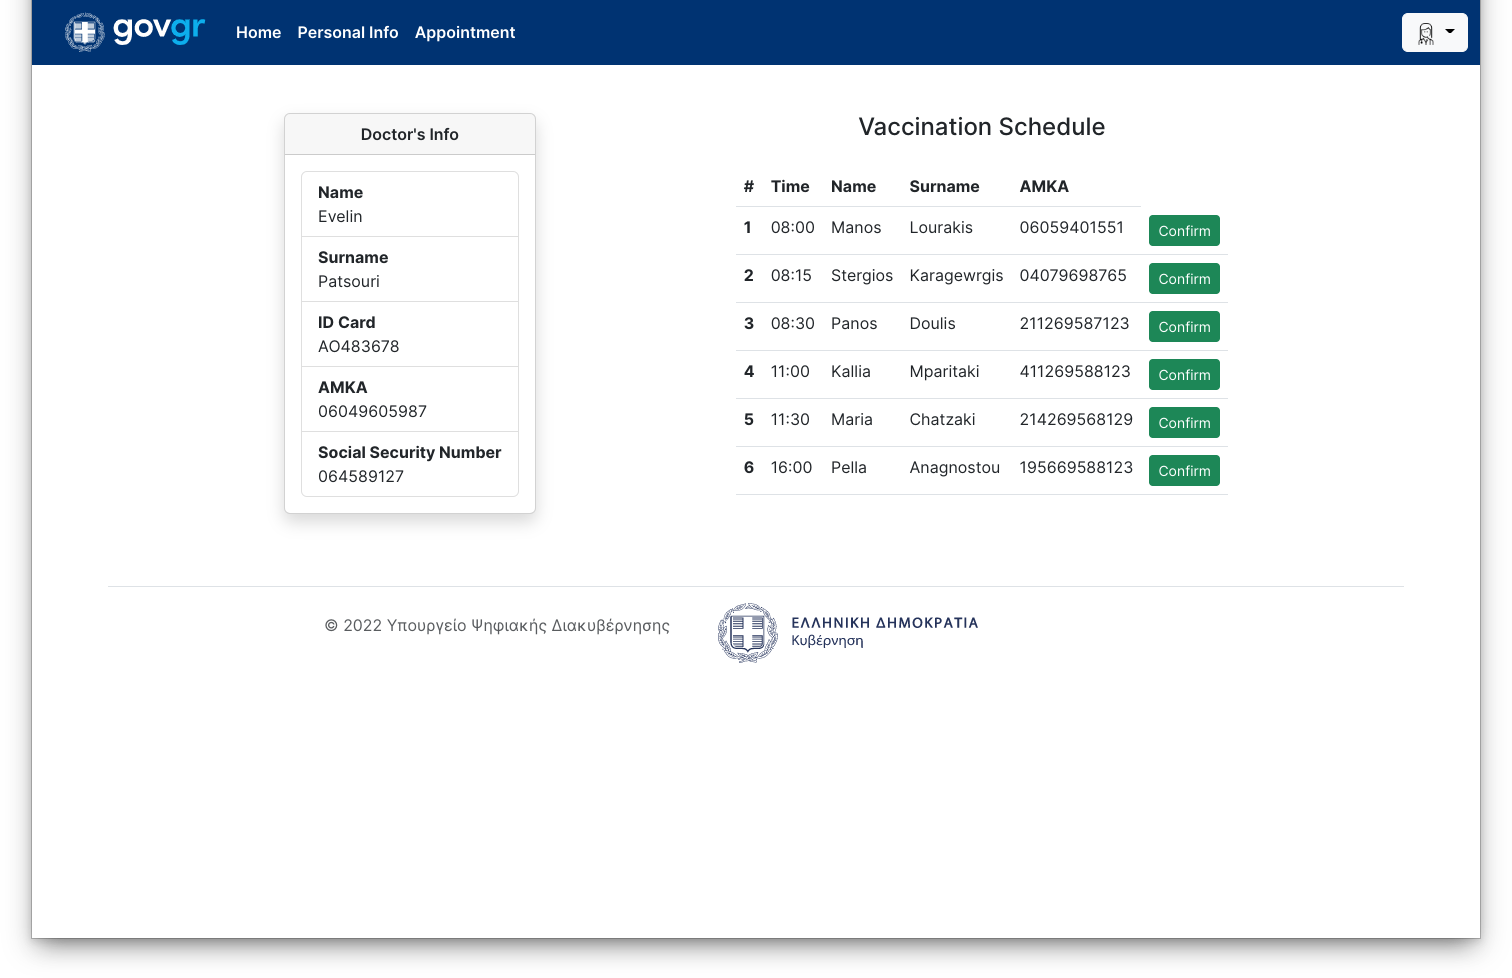 govgr Home Personal Info Appointment
Doctor's Info
Name
Evelin
Surname
Patsouri
ID Card
AO483678
AMKA
06049605987
Social Security Number
064589127
Vaccination Schedule
# Time Name Surname AMKA
1 08:00 Manos Lourakis 06059401551 Confirm
2 08:15 Stergios Karagewrgis 04079698765 Confirm
3 08:30 Panos Doulis 211269587123 Confirm
4 11:00 Kallia Mparitaki 411269588123 Confirm
5 11:30 Maria Chatzaki 214269568129 Confirm
6 16:00 Pella Anagnostou 195669588123 Confirm
© 2022 Υπουργείο Ψηφιακής Διακυβέρνησης
ΕΛΛΗΝΙΚΗ ΔΗΜΟΚΡΑΤΙΑ
Κυβέρνηση